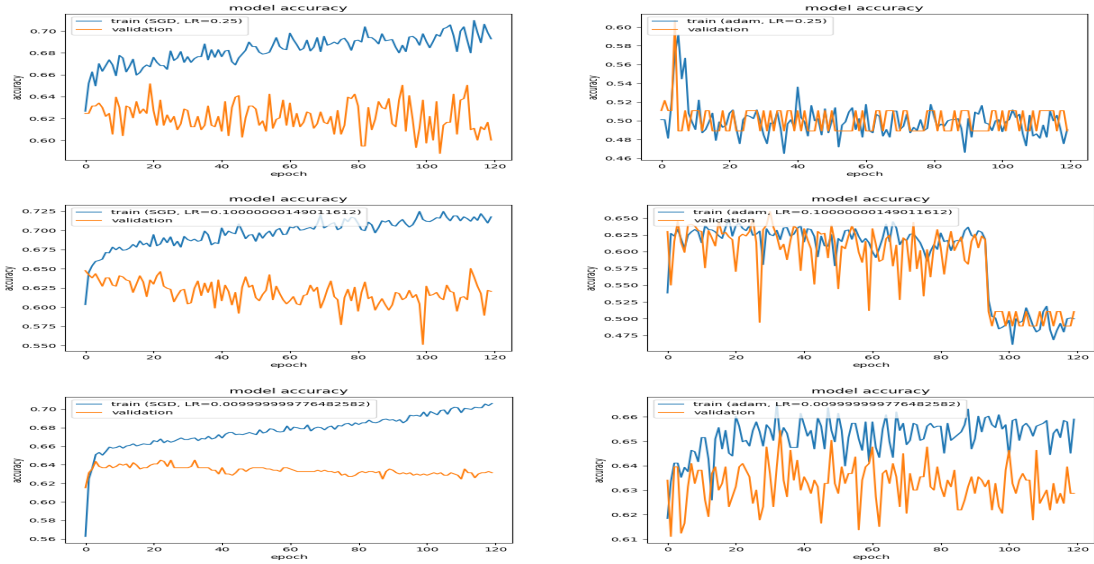 model accuracy
train (SGD, LR=0.25)
validation
0.70
0.68
0.66
0.64
0.62
0.60
accuracy
0 20 40 60 80 100 120
epoch
model accuracy
train (adam, LR=0.25)
validation
0.60
0.58
0.56
0.54
0.52
0.50
0.48
0.46
accuracy
0 20 40 60 80 100 120
epoch
model accuracy
train (SGD, LR=0.10000000149011612)
validation
0.725
0.700
0.675
0.650
0.625
0.600
0.575
0.550
accuracy
0 20 40 60 80 100 120
epoch
model accuracy
train (adam, LR=0.10000000149011612)
validation
0.650
0.625
0.600
0.575
0.550
0.525
0.500
0.475
accuracy
0 20 40 60 80 100 120
epoch
model accuracy
train (SGD, LR=0.009999999776482582)
validation
0.70
0.68
0.66
0.64
0.62
0.60
0.58
0.56
accuracy
0 20 40 60 80 100 120
epoch
model accuracy
train (adam, LR=0.009999999776482582)
validation
0.66
0.65
0.64
0.63
0.62
0.61
accuracy
0 20 40 60 80 100 120
epoch